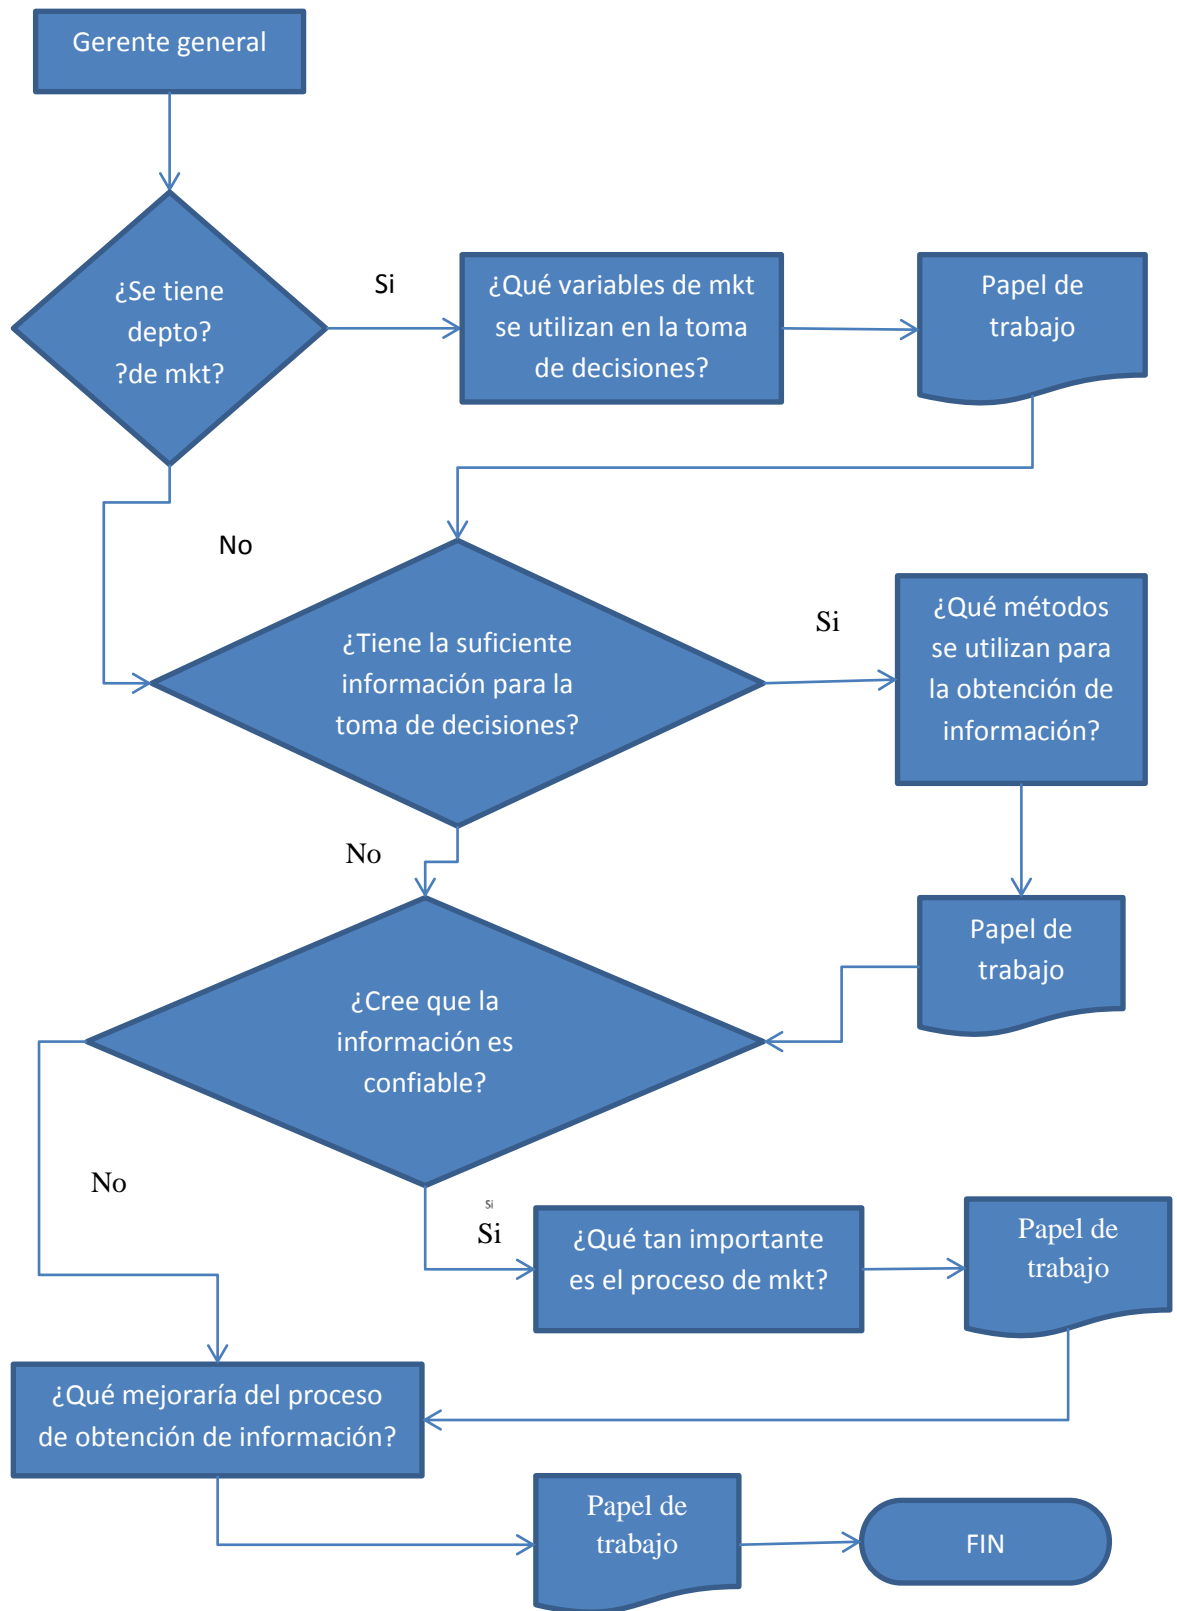 Gerente general
¿Se tiene
depto?
?de mkt?
Si
¿Qué variables de mkt
se utilizan en la toma
de decisiones?
Papel de
trabajo
No
¿Tiene la suficiente
información para la
toma de decisiones?
Si
¿Qué métodos
se utilizan para
la obtención de
información?
No
Papel de
trabajo
¿Cree que la
información es
confiable?
No
Si
Si
¿Qué tan importante
es el proceso de mkt?
Papel de
trabajo
¿Qué mejoraría del proceso
de obtención de información?
Papel de
trabajo
FIN